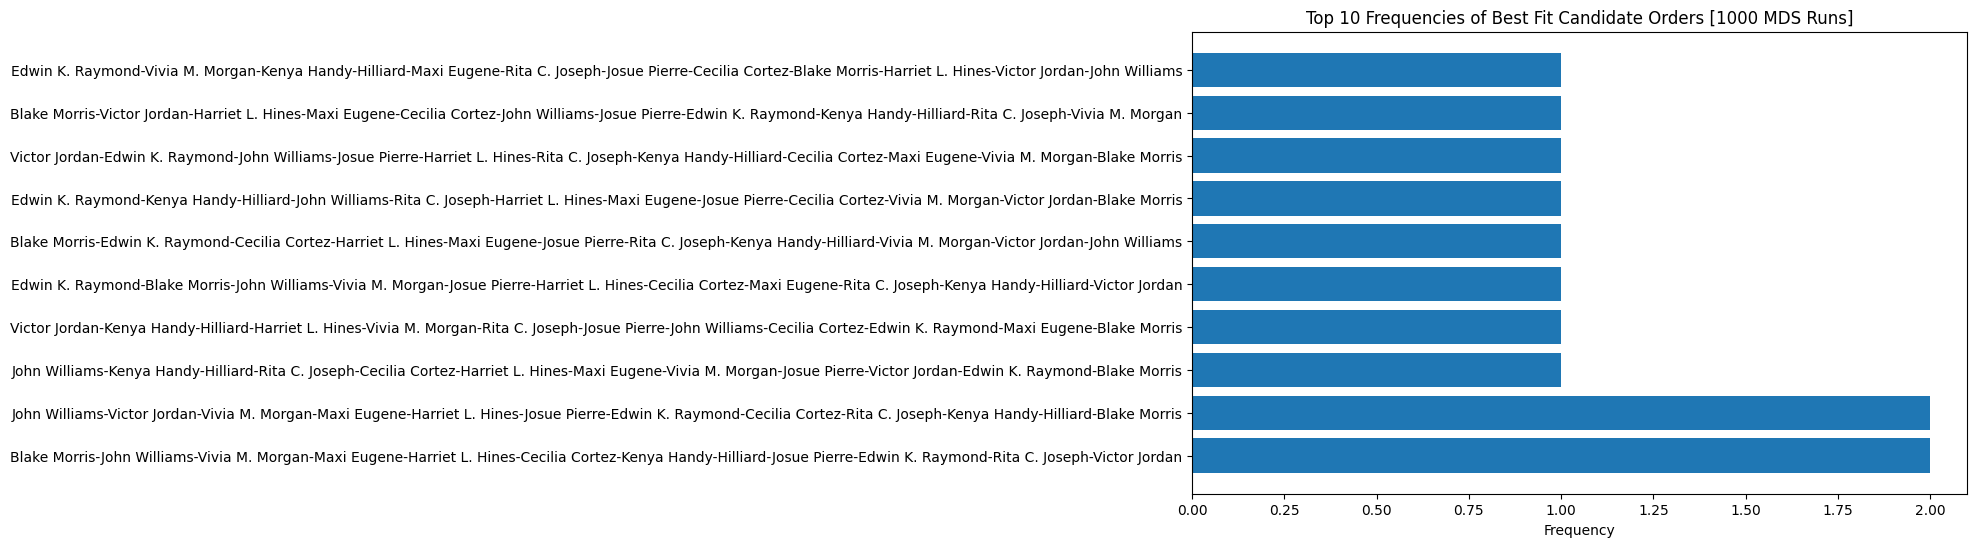 Top 10 Frequencies of Best Fit Candidate Orders [1000 MDS Runs]
Edwin K. Raymond-Vivia M. Morgan-Kenya Handy-Hilliard-Maxi Eugene-Rita C. Joseph-Josue Pierre-Cecilia Cortez-Blake Morris-Harriet L. Hines-Victor Jordan-John Williams
Blake Morris-Victor Jordan-Harriet L. Hines-Maxi Eugene-Cecilia Cortez-John Williams-Josue Pierre-Edwin K. Raymond-Kenya Handy-Hilliard-Rita C. Joseph-Vivia M. Morgan
Victor Jordan-Edwin K. Raymond-John Williams-Josue Pierre-Harriet L. Hines-Rita C. Joseph-Kenya Handy-Hilliard-Cecilia Cortez-Maxi Eugene-Vivia M. Morgan-Blake Morris
Edwin K. Raymond-Kenya Handy-Hilliard-John Williams-Rita C. Joseph-Harriet L. Hines-Maxi Eugene-Josue Pierre-Cecilia Cortez-Vivia M. Morgan-Victor Jordan-Blake Morris
Blake Morris-Edwin K. Raymond-Cecilia Cortez-Harriet L. Hines-Maxi Eugene-Josue Pierre-Rita C. Joseph-Kenya Handy-Hilliard-Vivia M. Morgan-Victor Jordan-John Williams
Edwin K. Raymond-Blake Morris-John Williams-Vivia M. Morgan-Josue Pierre-Harriet L. Hines-Cecilia Cortez-Maxi Eugene-Rita C. Joseph-Kenya Handy-Hilliard-Victor Jordan
Victor Jordan-Kenya Handy-Hilliard-Harriet L. Hines-Vivia M. Morgan-Rita C. Joseph-Josue Pierre-John Williams-Cecilia Cortez-Edwin K. Raymond-Maxi Eugene-Blake Morris
John Williams-Kenya Handy-Hilliard-Rita C. Joseph-Cecilia Cortez-Harriet L. Hines-Maxi Eugene-Vivia M. Morgan-Josue Pierre-Victor Jordan-Edwin K. Raymond-Blake Morris
John Williams-Victor Jordan-Vivia M. Morgan-Maxi Eugene-Harriet L. Hines-Josue Pierre-Edwin K. Raymond-Cecilia Cortez-Rita C. Joseph-Kenya Handy-Hilliard-Blake Morris
Blake Morris-John Williams-Vivia M. Morgan-Maxi Eugene-Harriet L. Hines-Cecilia Cortez-Kenya Handy-Hilliard-Josue Pierre-Edwin K. Raymond-Rita C. Joseph-Victor Jordan
0.00 0.25 0.50 0.75 1.00 1.25 1.50 1.75 2.00
Frequency